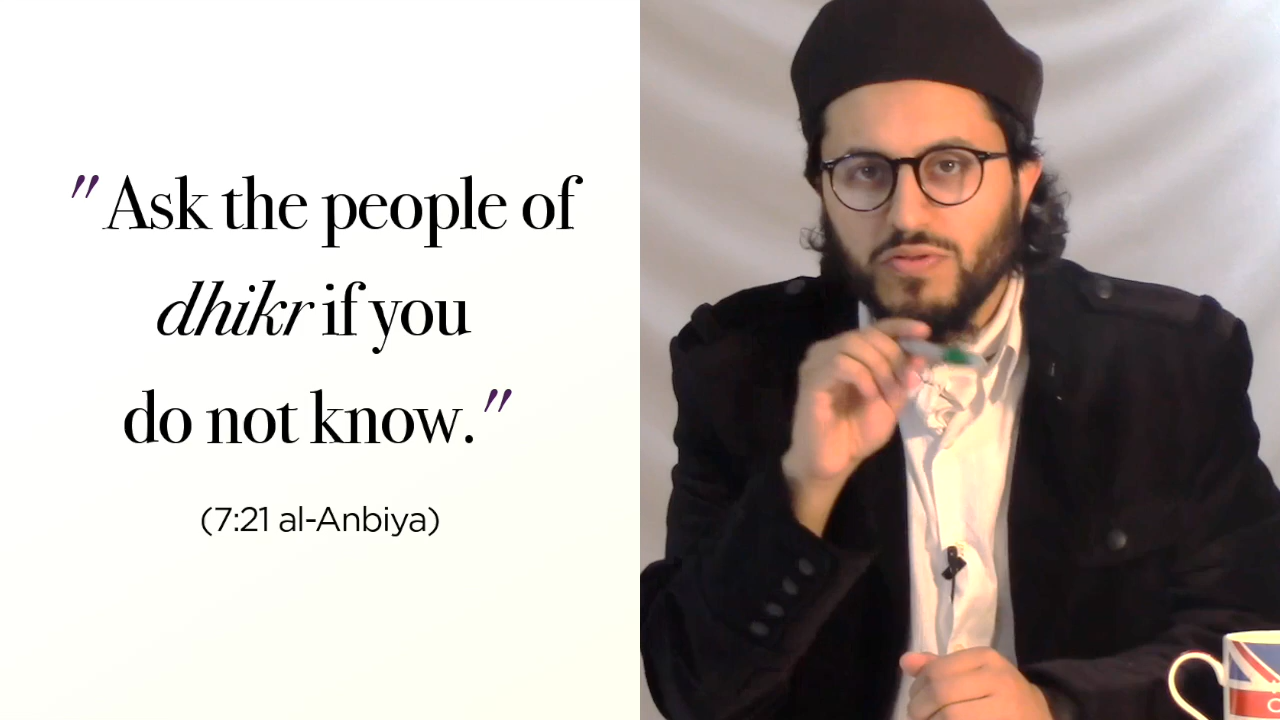 "Ask the people of
dhikr if you
do not know."
(7:21 al-Anbiya)